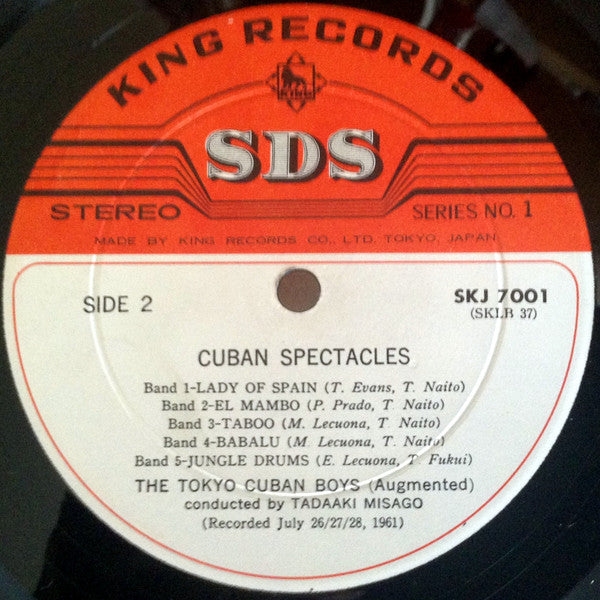 KING RECORDS
KING
SDS
STEREO
SERIES NO. 1
MADE BY KING RECORDS CO., LTD. TOKYO, JAPAN
SIDE 2
SKJ 7001
(SKLB 37)
CUBAN SPECTACLES
Band 1-LADY OF SPAIN (T. Evans, T. Naito)
Band 2-EL MAMBO (P. Prado, T. Naito)
Band 3-TABOO (M. Lecuona, T. Naito)
Band 4-BABALU (M. Lecuona, T. Naito)
Band 5-JUNGLE DRUMS (E. Lecuona, T. Fukui)
THE TOKYO CUBAN BOYS (Augmented)
conducted by TADAAKI MISAGO
(Recorded July 26/27/28, 1961)